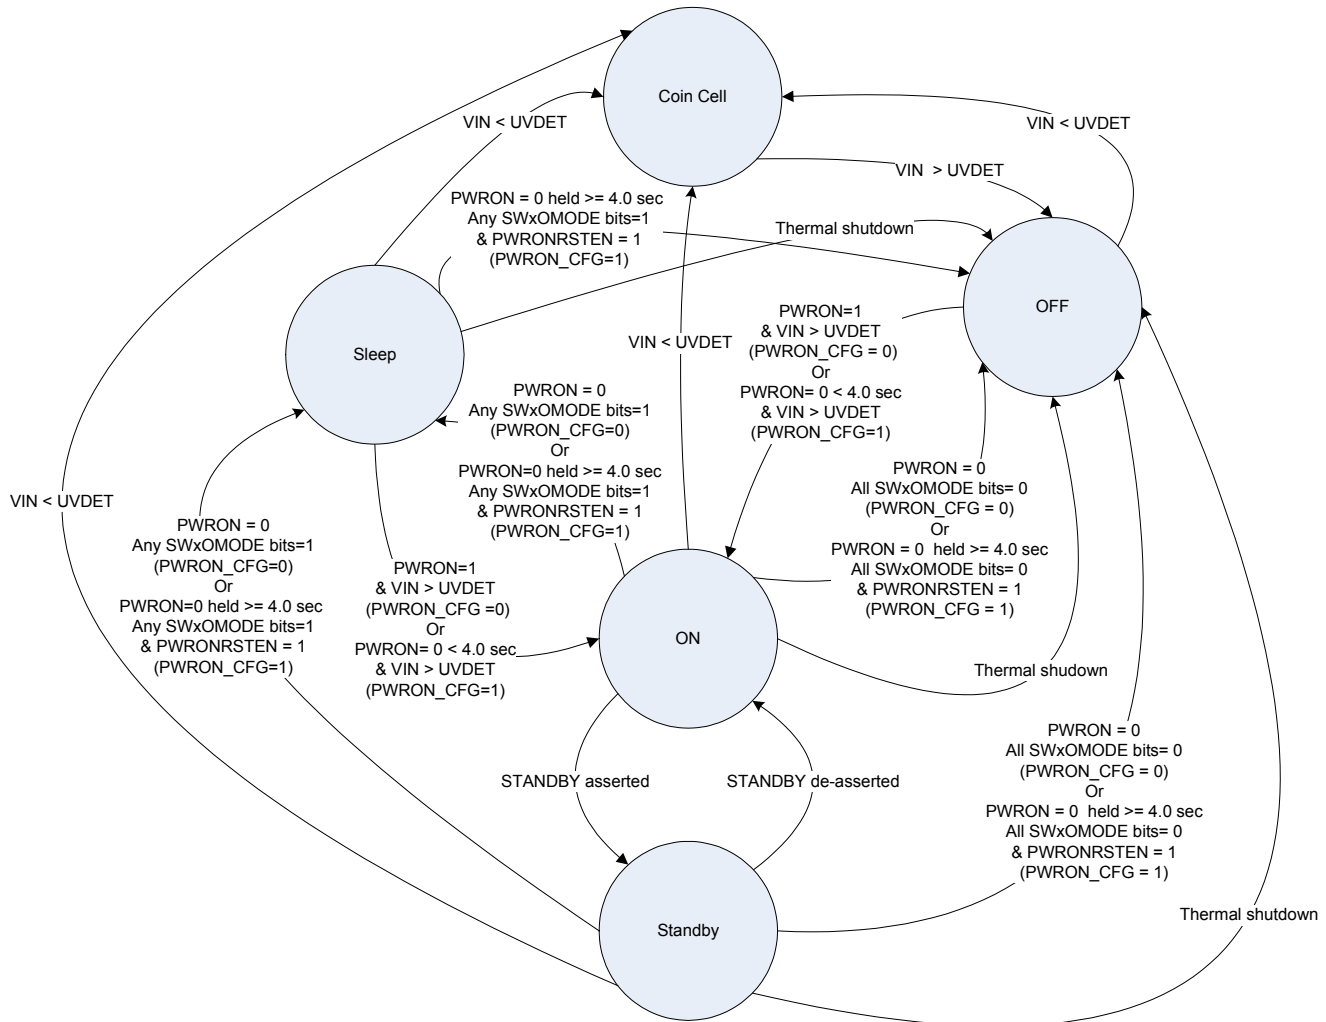 Coin Cell
VIN < UVDET
VIN < UVDET
VIN  > UVDET
PWRON = 0 held >= 4.0 sec
Any SWxOMODE bits=1
& PWRONRSTEN = 1
(PWRON_CFG=1)
Thermal shutdown
OFF
Sleep
VIN < UVDET
PWRON=1
& VIN > UVDET
(PWRON_CFG = 0)
Or
PWRON= 0 < 4.0 sec
& VIN > UVDET
(PWRON_CFG=1)
PWRON = 0
Any SWxOMODE bits=1
(PWRON_CFG=0)
Or
PWRON=0 held >= 4.0 sec
Any SWxOMODE bits=1
& PWRONRSTEN = 1
(PWRON_CFG=1)
PWRON = 0
All SWxOMODE bits= 0
(PWRON_CFG = 0)
Or
PWRON = 0  held >= 4.0 sec
All SWxOMODE bits= 0
& PWRONRSTEN = 1
(PWRON_CFG = 1)
VIN < UVDET
PWRON = 0
Any SWxOMODE bits=1
(PWRON_CFG=0)
Or
PWRON=0 held >= 4.0 sec
Any SWxOMODE bits=1
& PWRONRSTEN = 1
(PWRON_CFG=1)
PWRON=1
& VIN > UVDET
(PWRON_CFG =0)
Or
PWRON= 0 < 4.0 sec
& VIN > UVDET
(PWRON_CFG=1)
ON
Thermal shudown
STANDBY asserted
STANDBY de-asserted
PWRON = 0
All SWxOMODE bits= 0
(PWRON_CFG = 0)
Or
PWRON = 0  held >= 4.0 sec
All SWxOMODE bits= 0
& PWRONRSTEN = 1
(PWRON_CFG = 1)
Standby
Thermal shutdown